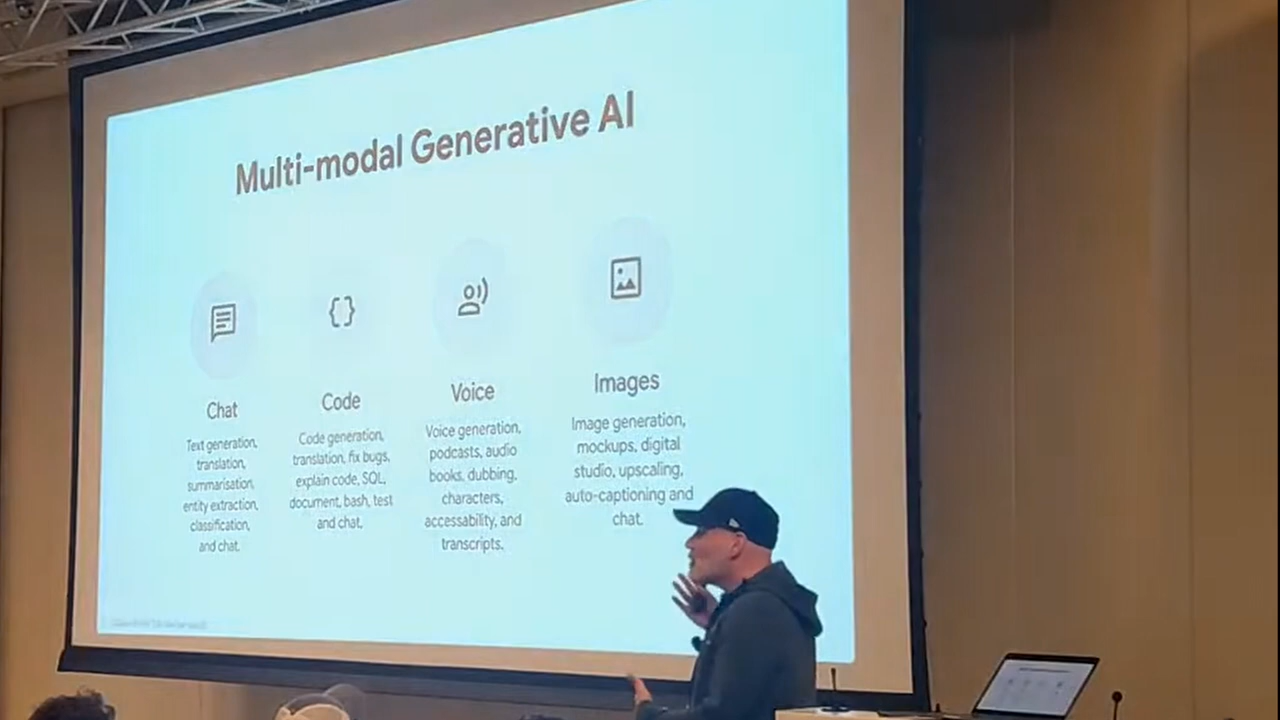 Multi-modal Generative AI
Chat
Text generation,
translation,
summarisation,
entity extraction,
classification,
and chat.
Code
Code generation,
translation, fix bugs,
explain code, SQL,
document, bash, test
and chat.
Voice
Voice generation,
podcasts, audio
books, dubbing,
characters,
accessability, and
transcripts.
Images
Image generation,
mockups, digital
studio, upscaling,
auto-captioning and
chat.